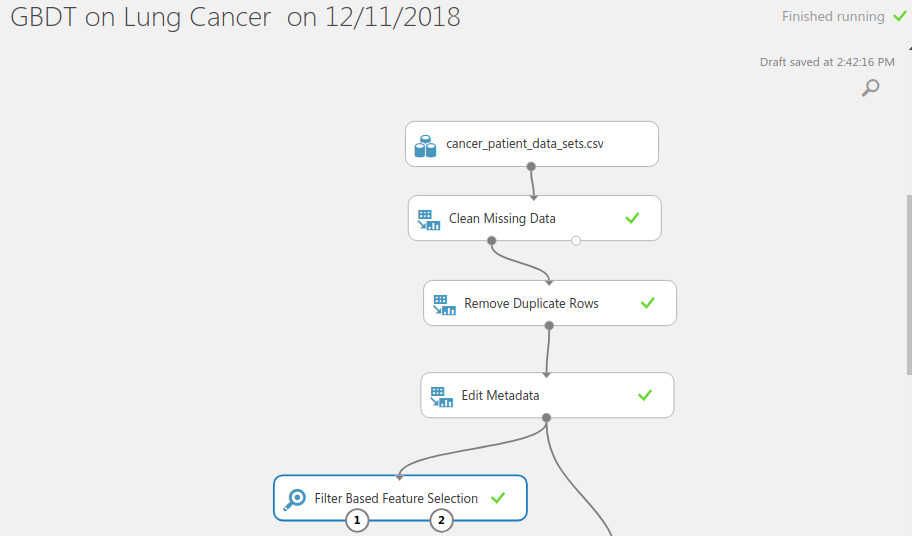 GBDT on Lung Cancer on 12/11/2018
Finished running
Draft saved at 2:42:16 PM
cancer_patient_data_sets.csv
Clean Missing Data
Remove Duplicate Rows
Edit Metadata
Filter Based Feature Selection
1 2